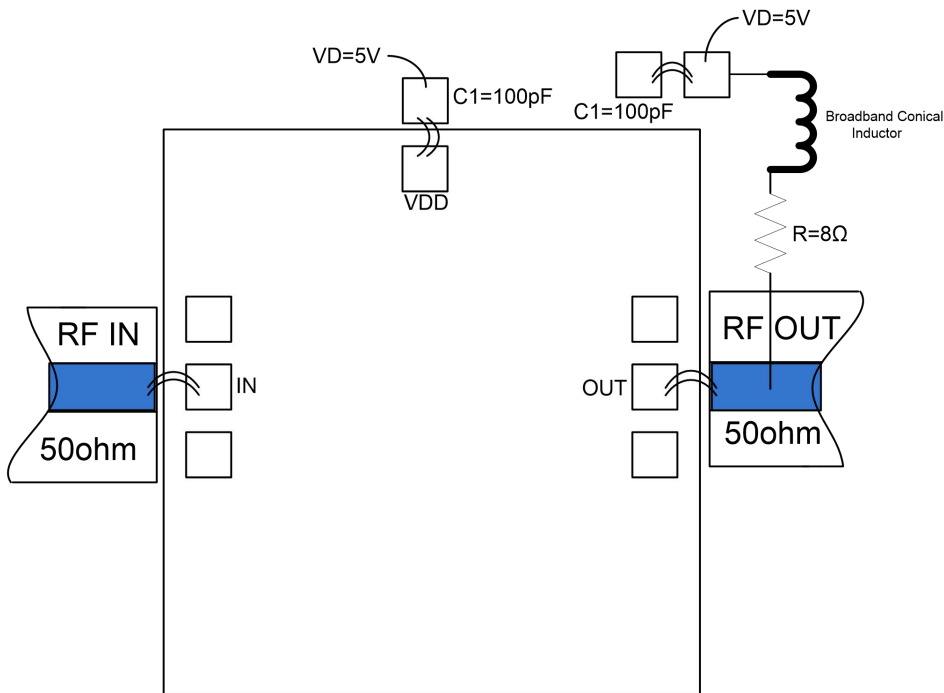 VD=5V
VD=5V
C1=100pF
C1=100pF
Broadband Conical
Inductor
VDD
R=8Ω
RF IN
RF OUT
IN
OUT
50ohm
50ohm